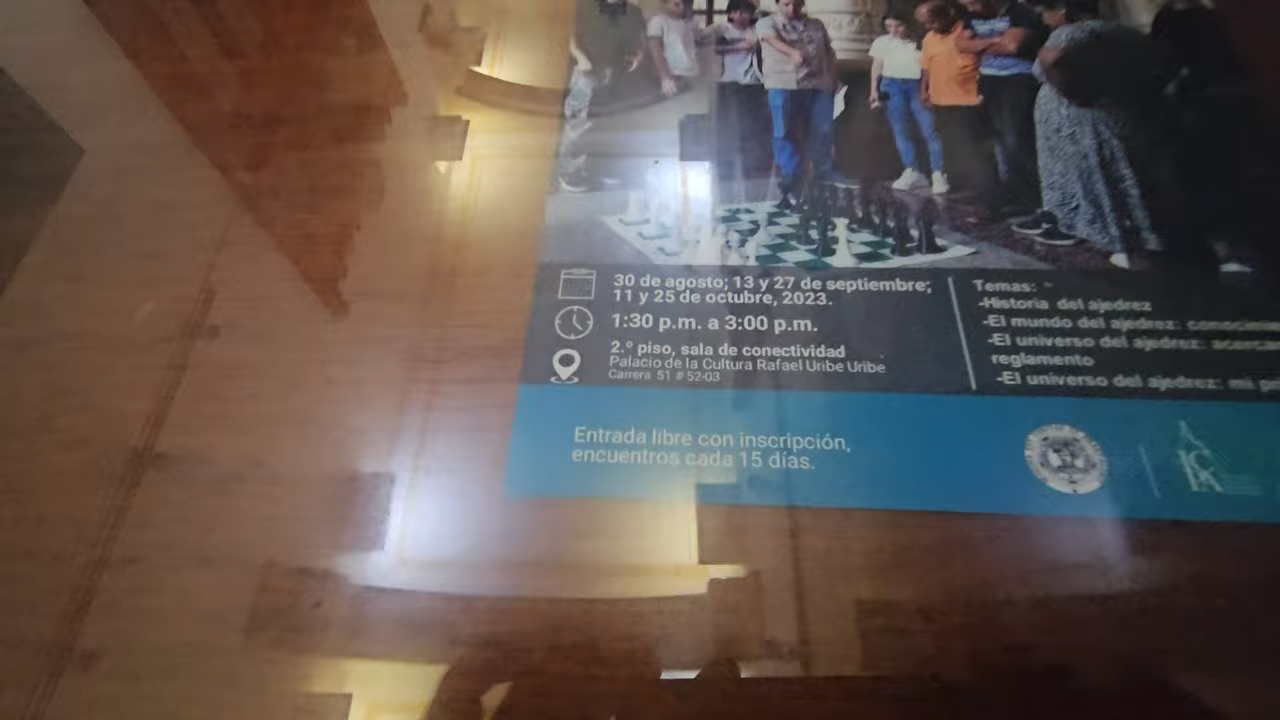 30 de agosto; 13 y 27 de septiembre;
11 y 25 de octubre, 2023.
1:30 p.m. a 3:00 p.m.
2.º piso, sala de conectividad
Palacio de la Cultura Rafael Uribe Uribe
Carrera 51 # 52-03
Temas:
-Historia del ajedrez
-El mundo del ajedrez:
-El universo del ajedrez:
reglamento
-El universo del ajedrez: mi
Entrada libre con inscripción,
encuentros cada 15 días.